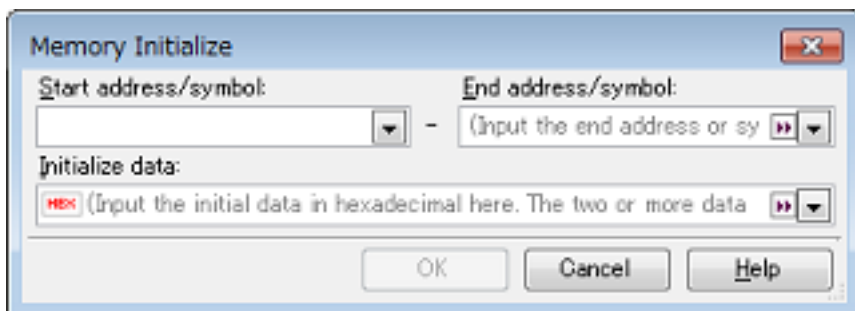 Memory Initialize
Start address/symbol: End address/symbol:
- (Input the end address or sy
Initialize data:
HEX (Input the initial data in hexadecimal here. The two or more data
OK Cancel Help